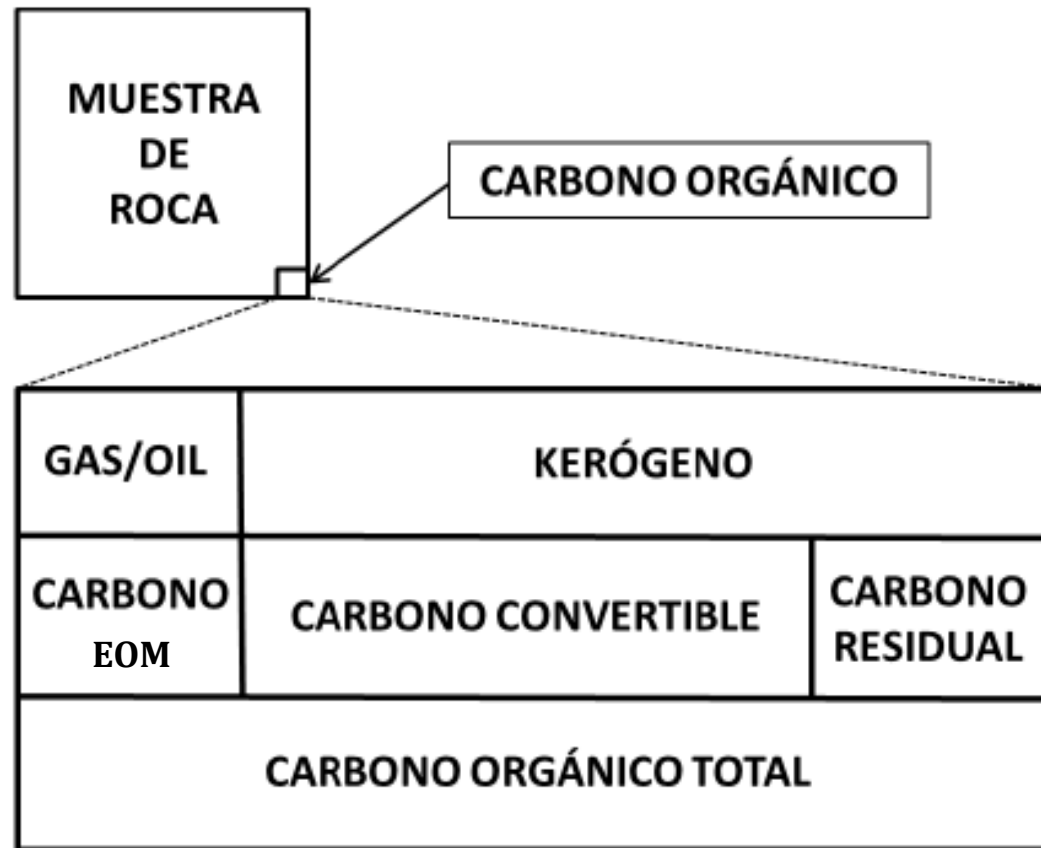 MUESTRA
DE
ROCA
CARBONO ORGÁNICO
GAS/OIL
KERÓGENO
CARBONO
EOM
CARBONO CONVERTIBLE
CARBONO
RESIDUAL
CARBONO ORGÁNICO TOTAL